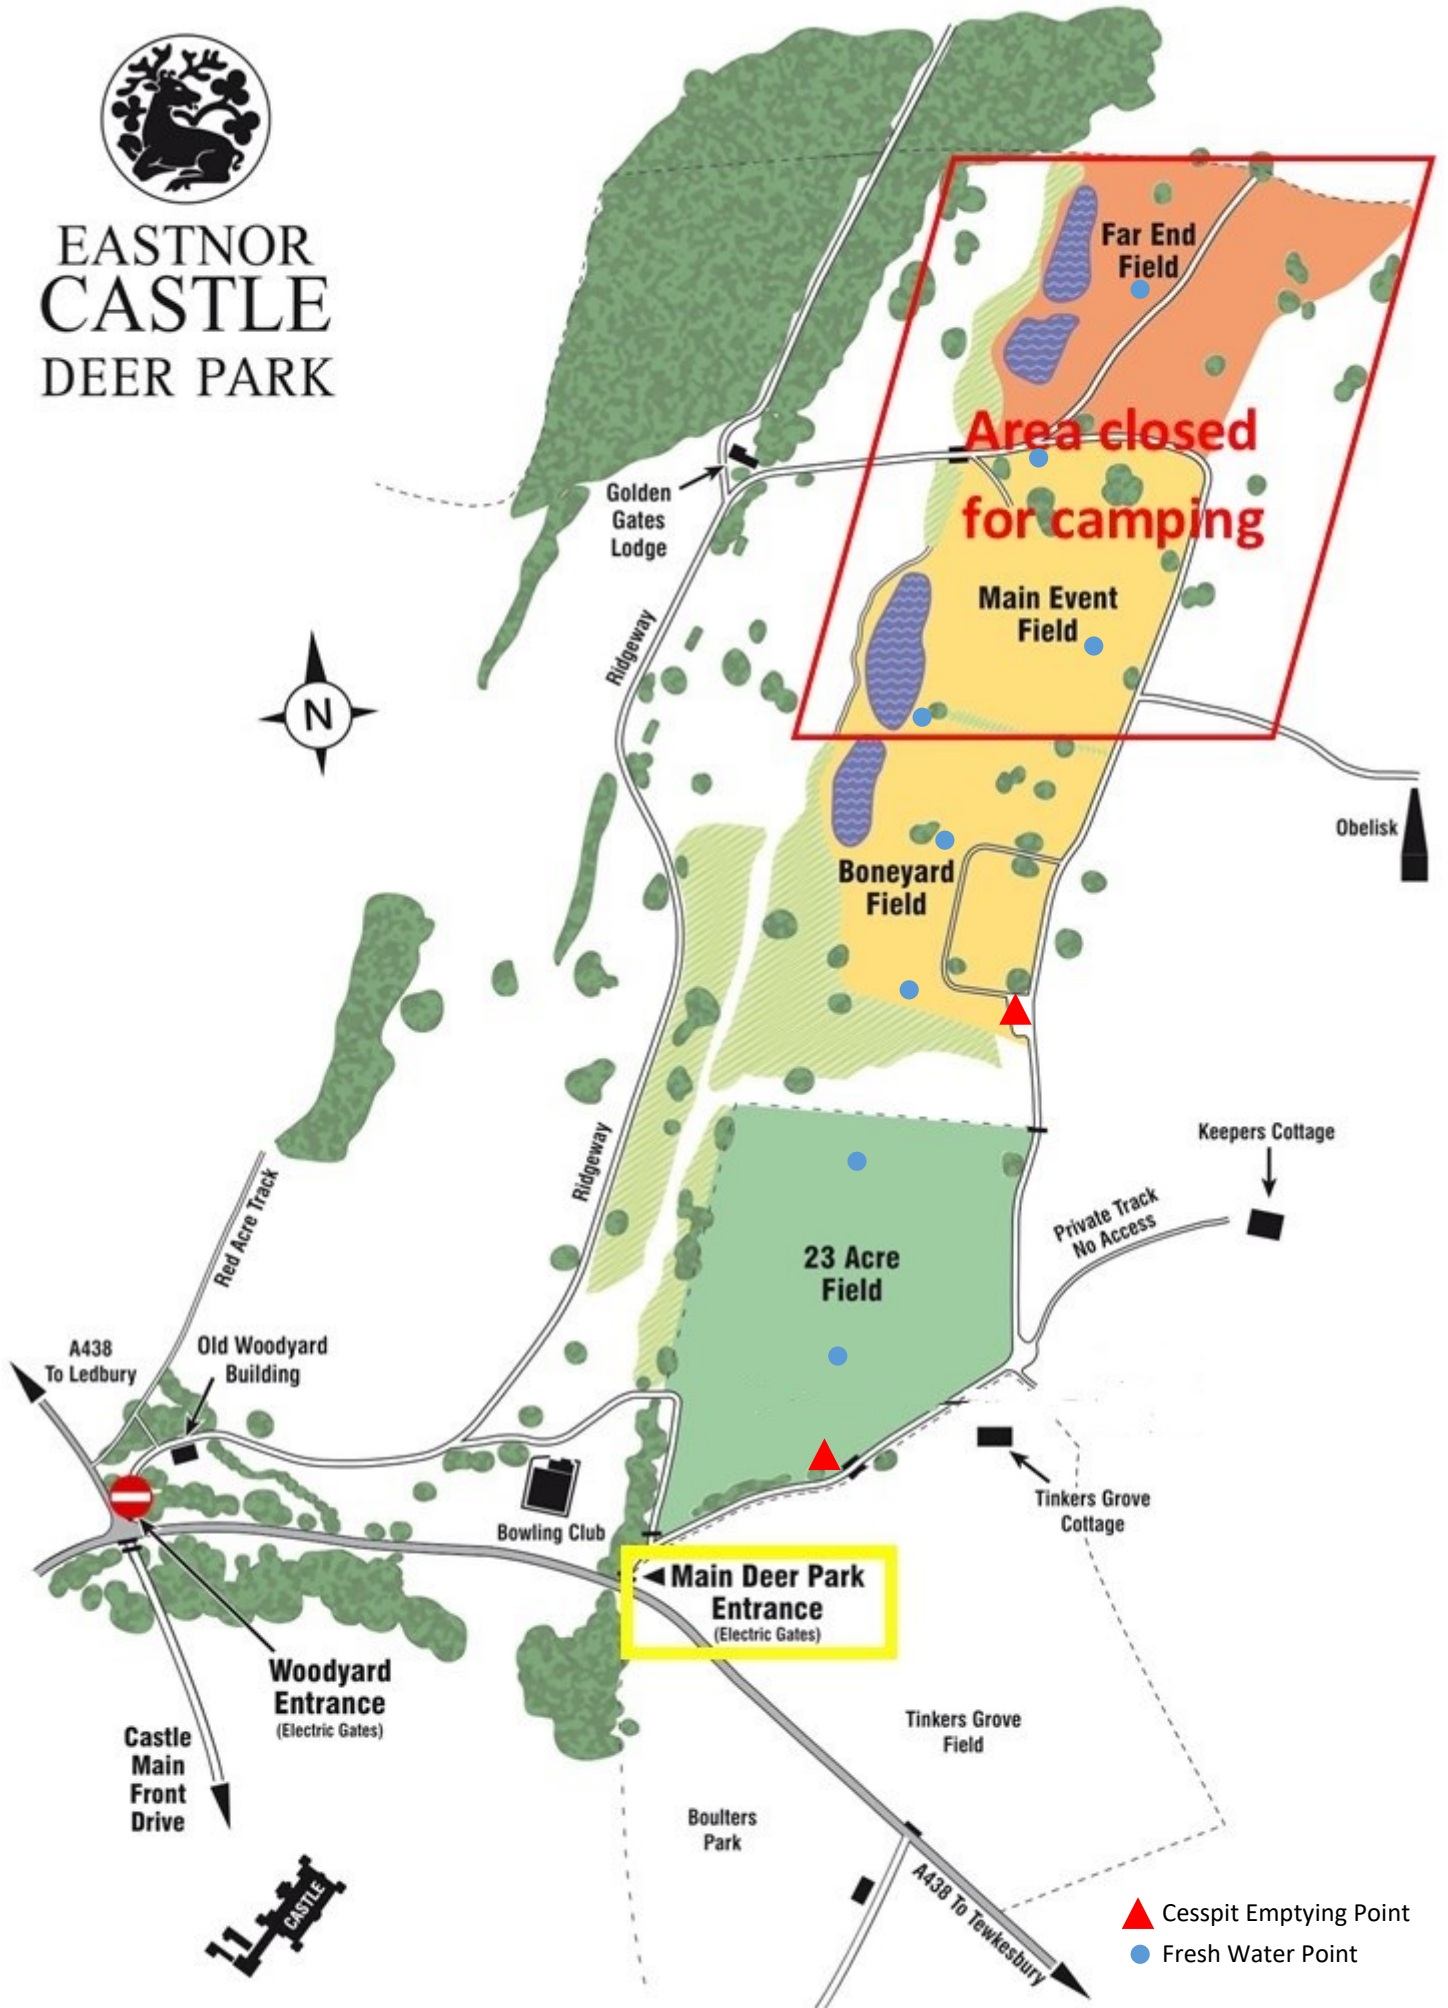 EASTNOR
CASTLE
DEER PARK
Far End
Field
Area closed
for camping
Golden
Gates
Lodge
Main Event
Field
Ridgeway
N
Obelisk
Boneyard
Field
Keepers Cottage
Private Track
No Access
Ridgeway
Red Acre Track
23 Acre
Field
A438
To Ledbury
Old Woodyard
Building
Bowling Club
Tinkers Grove
Cottage
Main Deer Park
Entrance
(Electric Gates)
Woodyard
Entrance
(Electric Gates)
Castle
Main
Front
Drive
Tinkers Grove
Field
Boulters
Park
CASTLE
A438 To Tewkesbury
Cesspit Emptying Point
Fresh Water Point